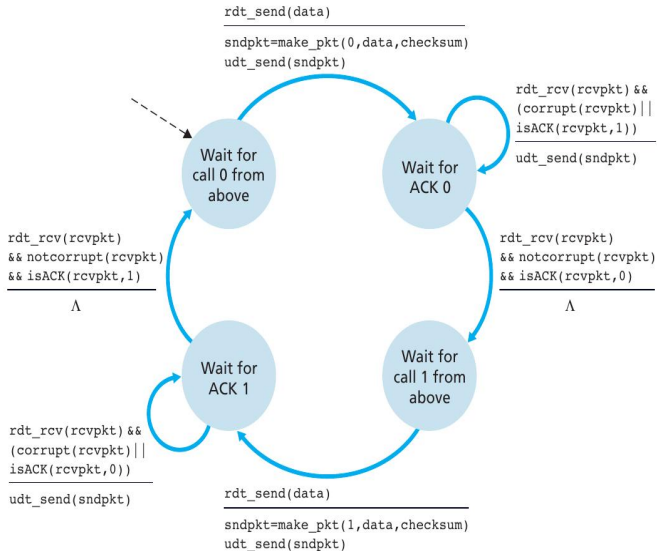 rdt_send(data)
sndpkt=make_pkt(0,data,checksum)
udt_send(sndpkt)
rdt_rcv(rcvpkt) &&
(corrupt(rcvpkt)||
isACK(rcvpkt,1))
udt_send(sndpkt)
Wait for
call 0 from
above
Wait for
ACK 0
rdt_rcv(rcvpkt)
&& notcorrupt(rcvpkt)
&& isACK(rcvpkt,1)
Λ
rdt_rcv(rcvpkt)
&& notcorrupt(rcvpkt)
&& isACK(rcvpkt,0)
Λ
Wait for
ACK 1
Wait for
call 1 from
above
rdt_rcv(rcvpkt) &&
(corrupt(rcvpkt)||
isACK(rcvpkt,0))
udt_send(sndpkt)
rdt_send(data)
sndpkt=make_pkt(1,data,checksum)
udt_send(sndpkt)